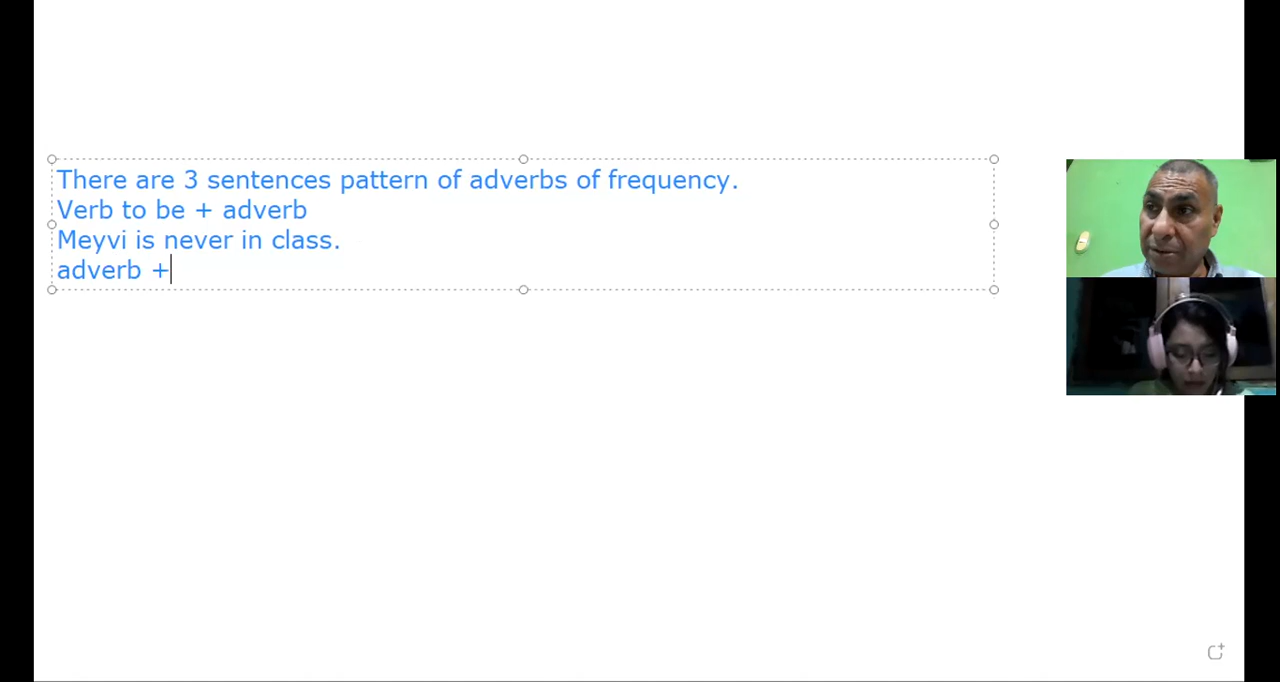 There are 3 sentences pattern of adverbs of frequency.
Verb to be + adverb
Meyvi is never in class.
adverb +